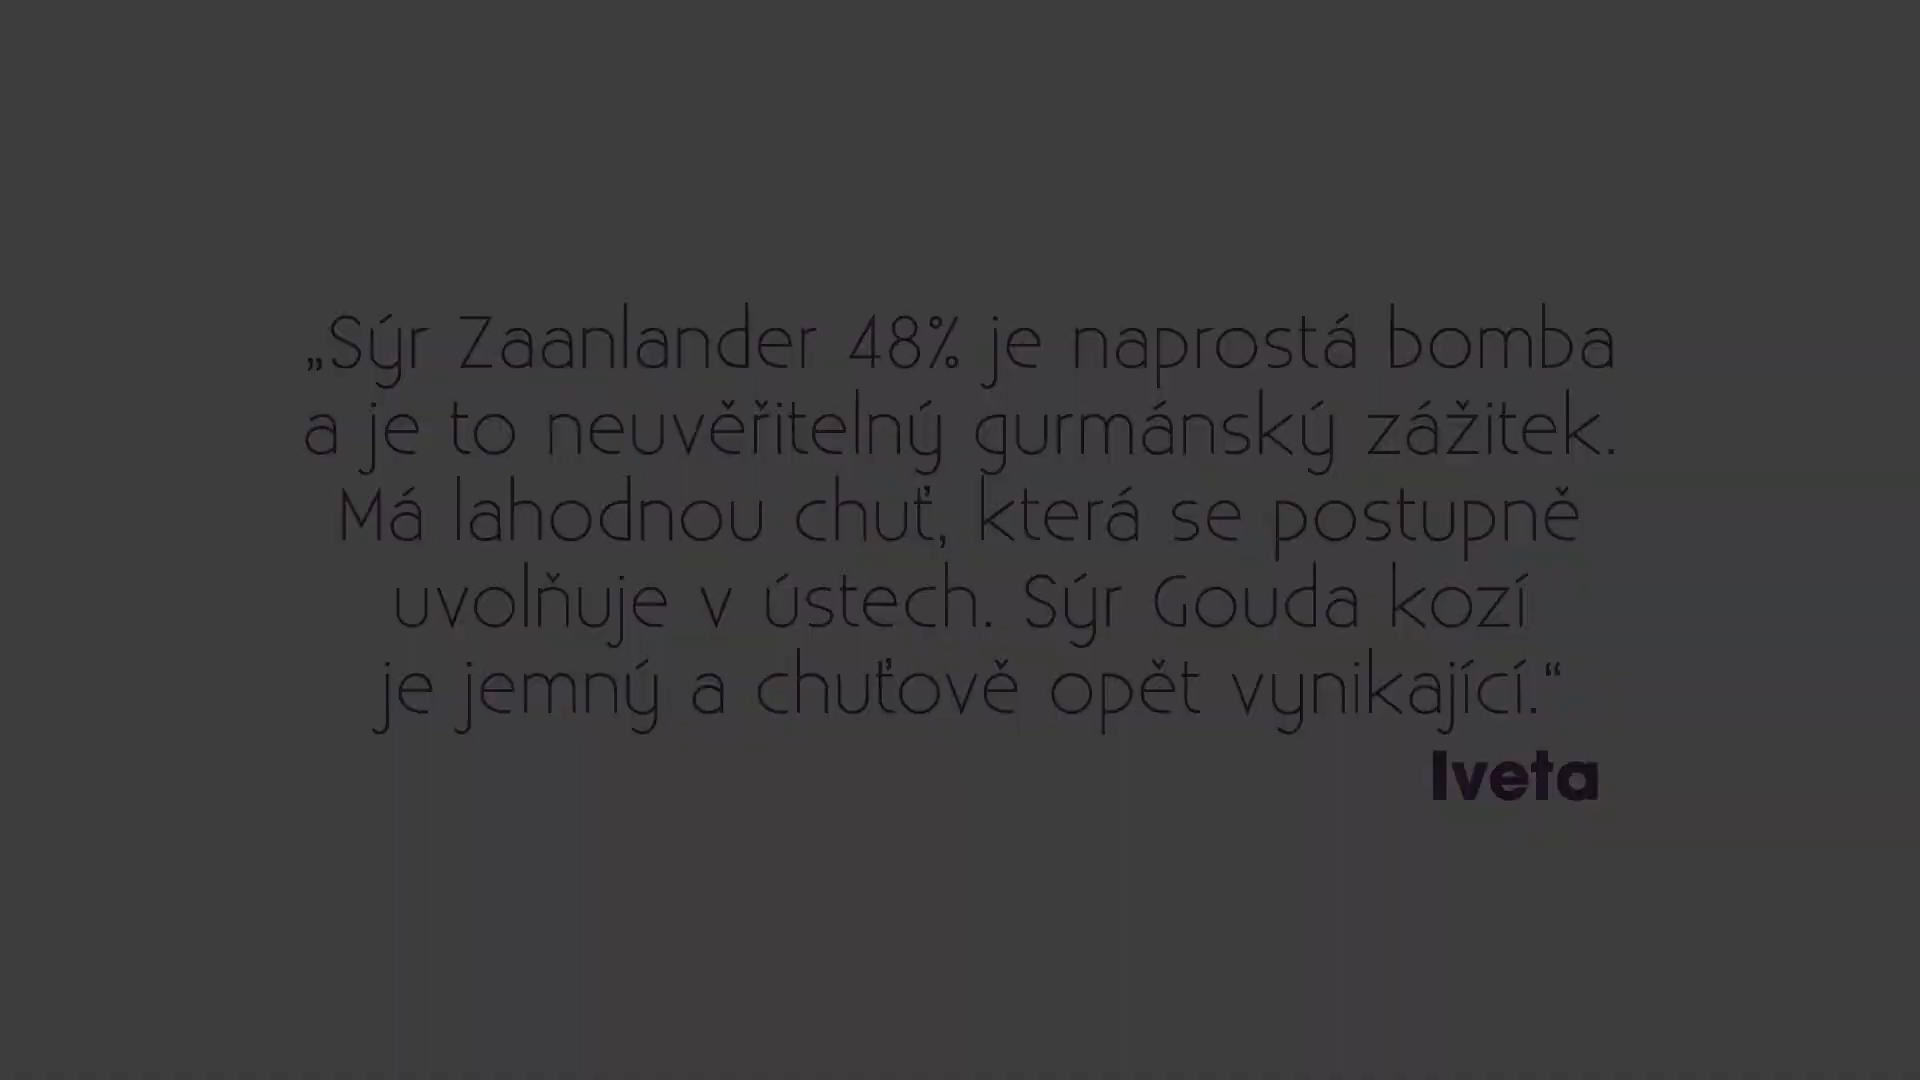 „Sýr Zaanlander 48% je naprostá bomba
a je to neuvěřitelný gurmánský zážitek.
Má lahodnou chuť, která se postupně
uvolňuje v ústech. Sýr Gouda kozí
je jemný a chuťově opět vynikající.“
Iveta